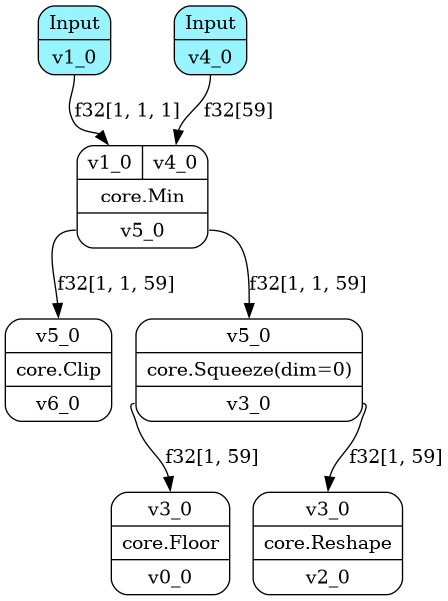 Input
v1_0
Input
v4_0
f32[1, 1, 1]
f32[59]
v1_0
v4_0
core.Min
v5_0
f32[1, 1, 59]
f32[1, 1, 59]
v5_0
core.Clip
v6_0
v5_0
core.Squeeze(dim=0)
v3_0
f32[1, 59]
f32[1, 59]
v3_0
core.Floor
v0_0
v3_0
core.Reshape
v2_0